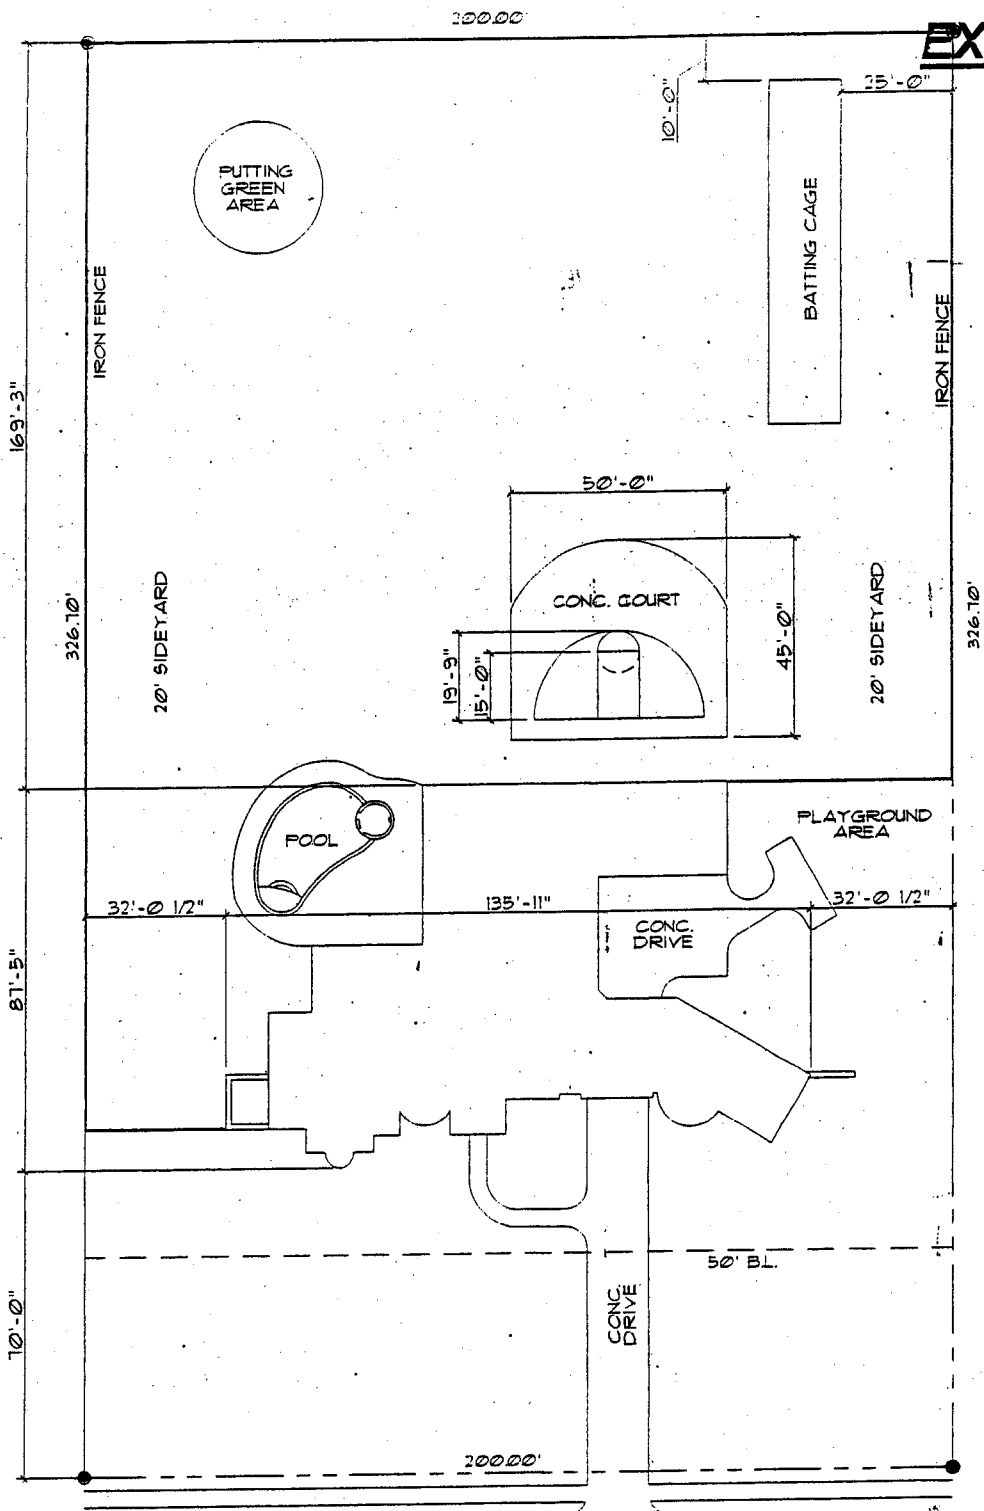 200.00'
EX
25'-0"
10'-0"
PUTTING
GREEN
AREA
BATTING CAGE
IRON FENCE
IRON FENCE
169'-3"
50'-0"
CONC. COURT
326.70'
20' SIDEYARD
19'-9"
15'-0"
45'-0"
20' SIDEYARD
326.70'
POOL
PLAYGROUND
AREA
32'-0 1/2"
135'-11"
32'-0 1/2"
CONC.
DRIVE
87'-5"
50' B.L.
CONC.
DRIVE
70'-0"
200.00'